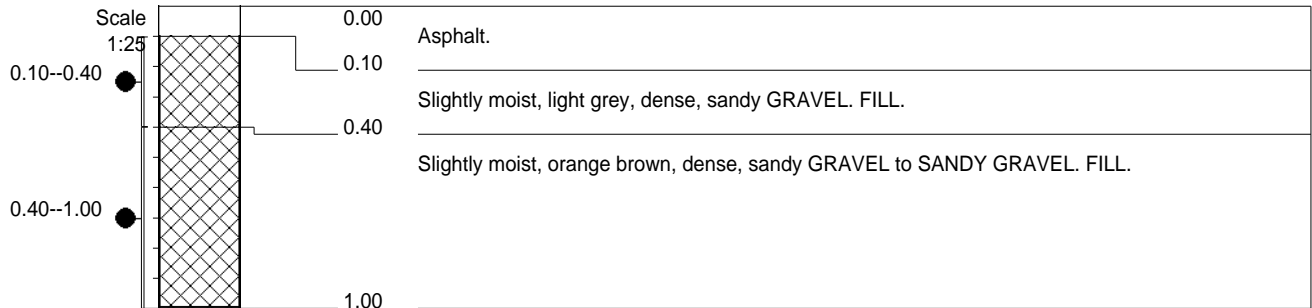 Scale
1:25
0.00
Asphalt.
0.10--0.40
0.10
Slightly moist, light grey, dense, sandy GRAVEL. FILL.
0.40
Slightly moist, orange brown, dense, sandy GRAVEL to SANDY GRAVEL. FILL.
0.40--1.00
1.00